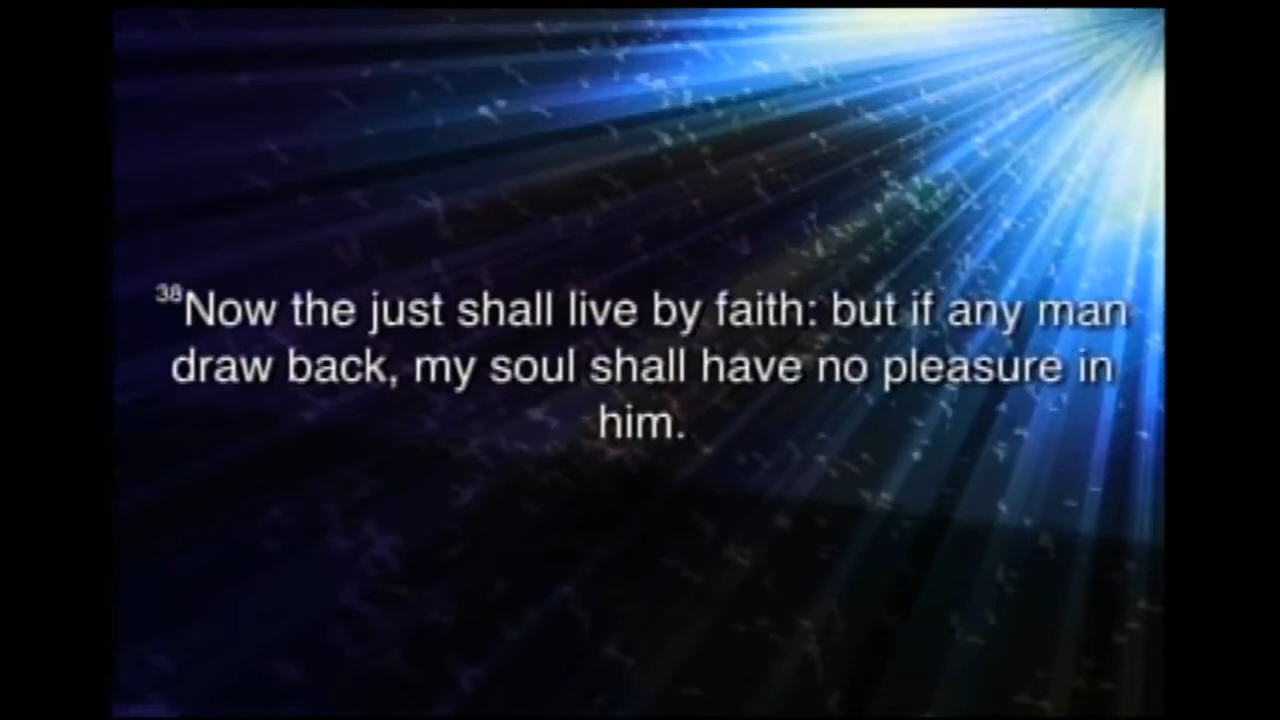 38Now the just shall live by faith: but if any man
draw back, my soul shall have no pleasure in
him.